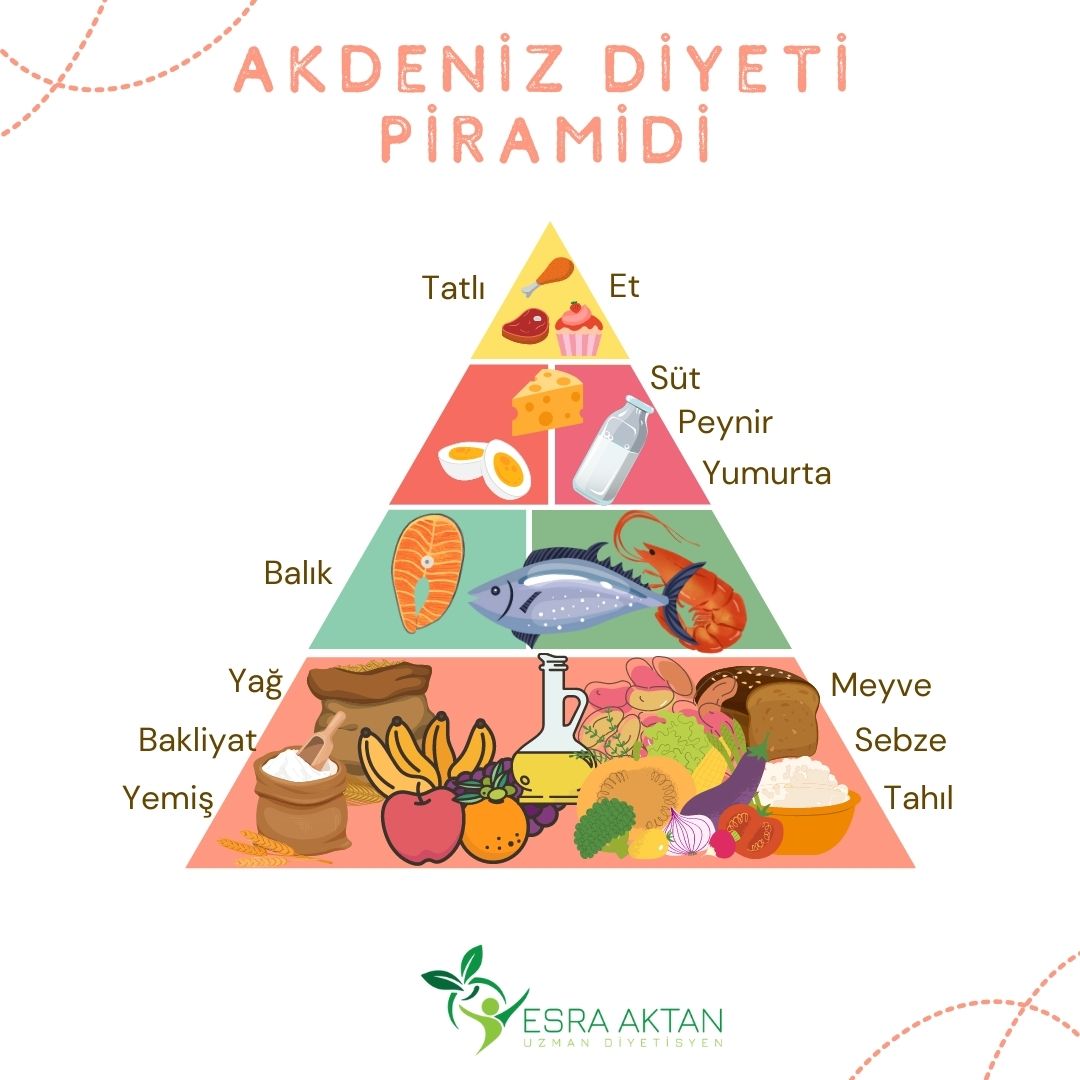 AKDENİZ DİYETİ
PİRAMİDİ
Tatlı
Et
Süt
Peynir
Yumurta
Balık
Yağ
Bakliyat
Yemiş
Meyve
Sebze
Tahıl
ESRA AKTAN
UZMAN DİYETİSYEN